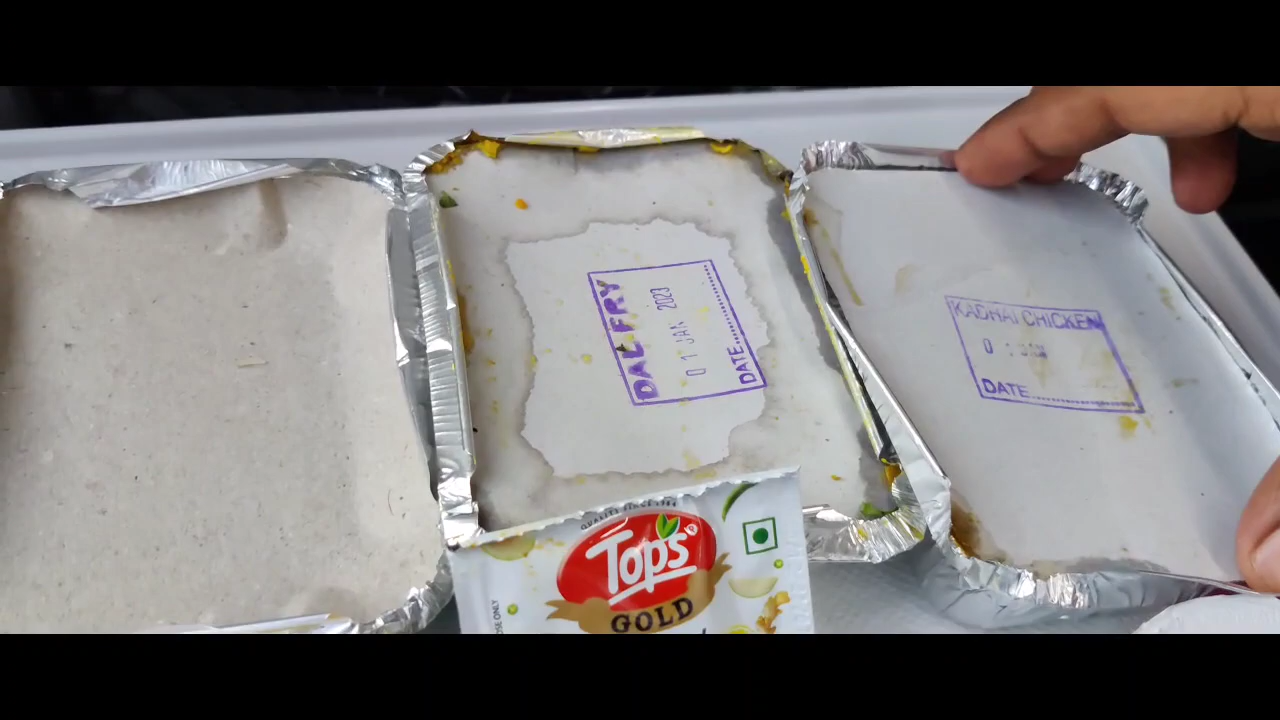 DAL FRY
01 JAN 2023
DATE..............
KADHAI CHICKEN
DATE..............
Tops
GOLD